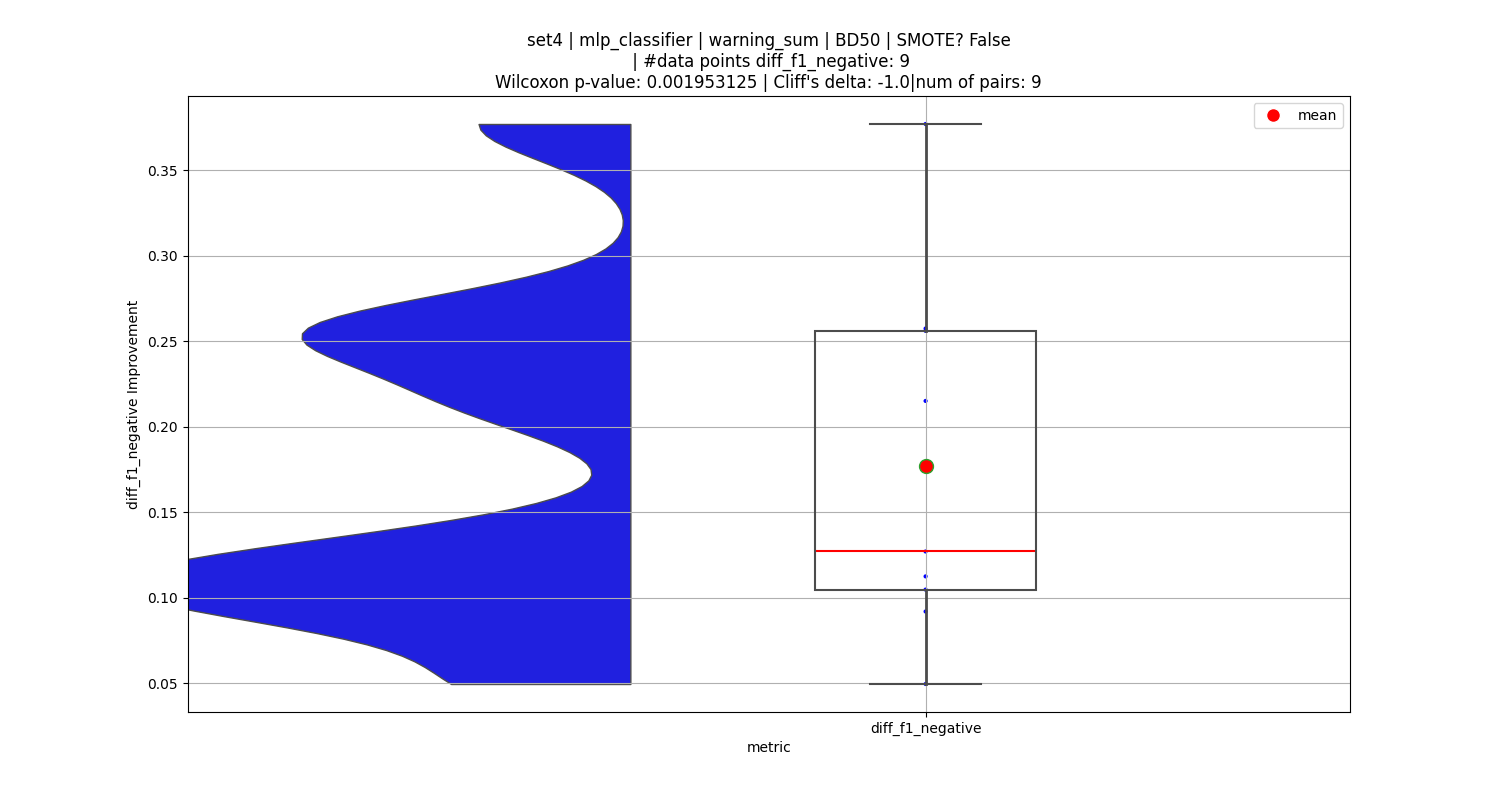 set4 | mlp_classifier | warning_sum | BD50 | SMOTE? False
| #data points diff_f1_negative: 9
Wilcoxon p-value: 0.001953125 | Cliff's delta: -1.0|num of pairs: 9
mean
0.35
0.30
0.25
0.20
0.15
0.10
0.05
diff_f1_negative Improvement
diff_f1_negative
metric